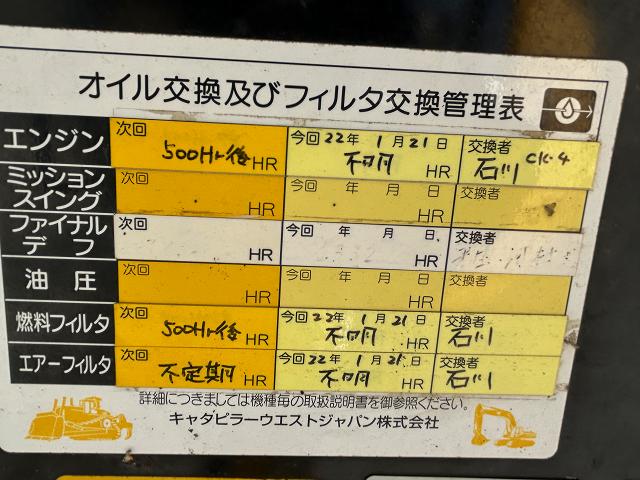 オイル交換及びフィルタ交換管理表
エンジン 次回 500Hr後 HR 今回 22年 1月21日 不明 HR 交換者 石川 CK-4
ミッション
スイング 次回 HR 今回 年 月 日 HR 交換者
ファイナル
デフ 次回 HR 今回 年 月 日 HR 交換者
油圧 次回 HR 今回 年 月 日 HR 交換者
燃料フィルタ 次回 500Hr後 HR 今回 22年 1月21日 不明 HR 交換者 石川
エアーフィルタ 次回 不定期 HR 今回 22年 1月21日 不明 HR 交換者 石川
詳細につきましては機種毎の取扱説明書を御参照ください。
キャタピラーウエストジャパン株式会社